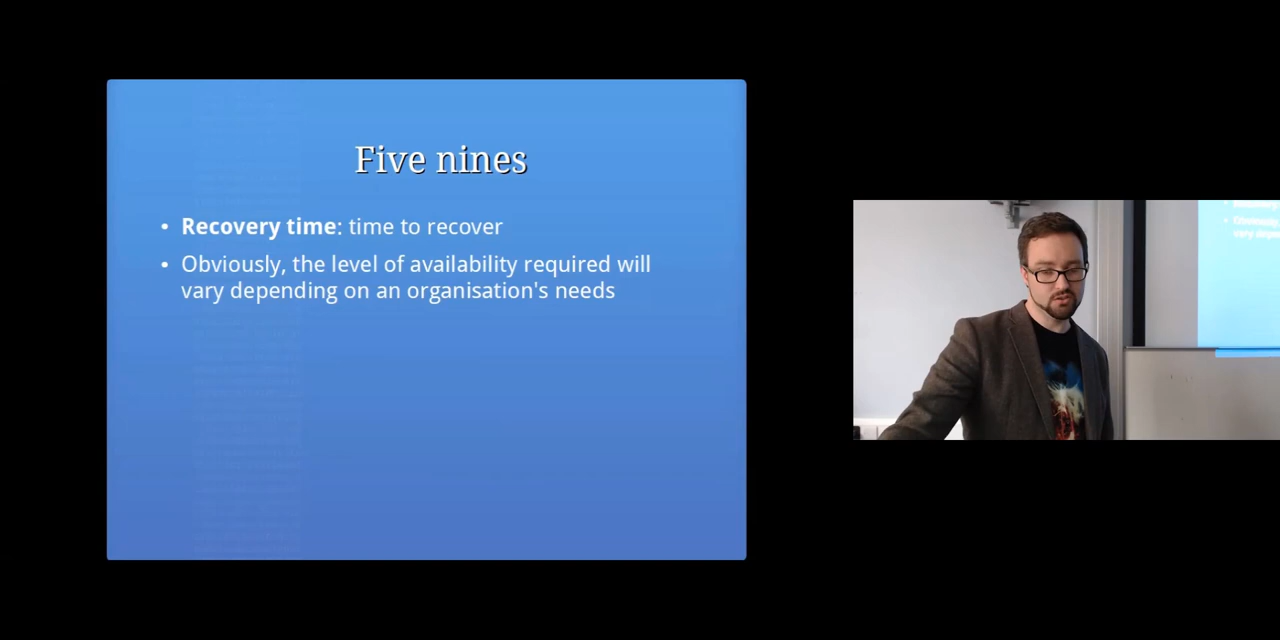 Five nines
• Recovery time: time to recover
• Obviously, the level of availability required will
vary depending on an organisation's needs